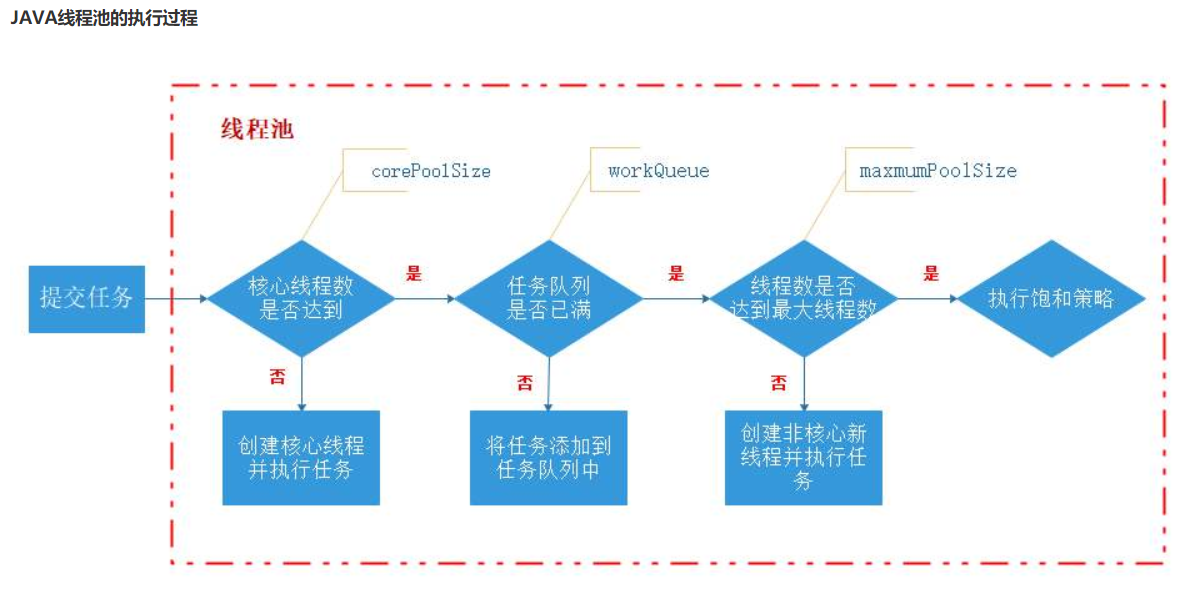 JAVA线程池的执行过程
线程池
corePoolSize
workQueue
maxmumPoolSize
提交任务
核心线程数
是否达到
是
任务队列
是否已满
是
线程数是否
达到最大线程数
是
执行饱和策略
否
否
否
创建核心线程
并执行任务
将任务添加到
任务队列中
创建非核心新
线程并执行任
务